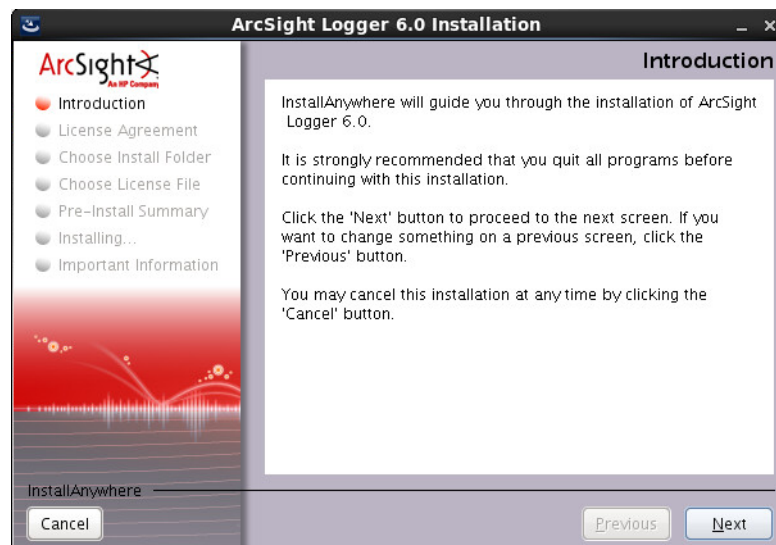 ArcSight Logger 6.0 Installation
ArcSight
An HP Company
Introduction
License Agreement
Choose Install Folder
Choose License File
Pre-Install Summary
Installing...
Important Information
Introduction
InstallAnywhere will guide you through the installation of ArcSight
Logger 6.0.
It is strongly recommended that you quit all programs before
continuing with this installation.
Click the 'Next' button to proceed to the next screen. If you
want to change something on a previous screen, click the
'Previous' button.
You may cancel this installation at any time by clicking the
'Cancel' button.
InstallAnywhere
Cancel
Previous
Next